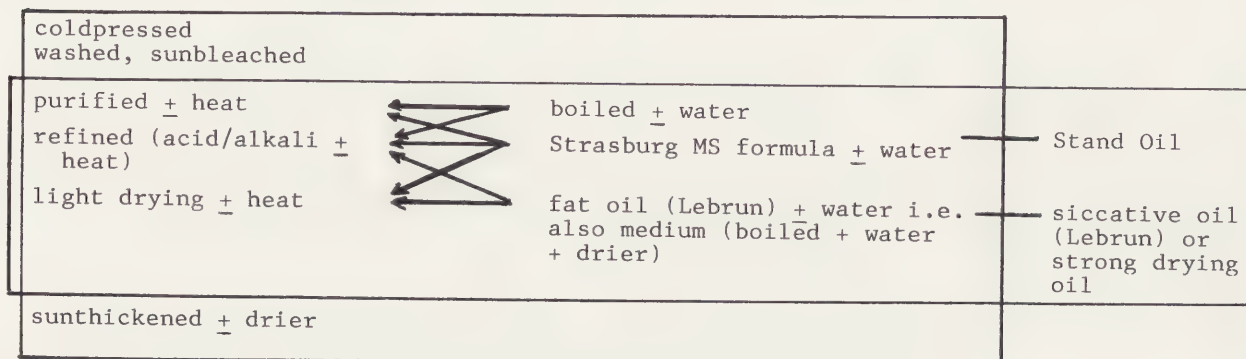 coldpressed
washed, sunbleached
purified ± heat
refined (acid/alkali ±
heat)
light drying ± heat
boiled ± water
Strasburg MS formula ± water
fat oil (Lebrun) ± water i.e.
also medium (boiled + water
+ drier)
Stand Oil
siccative oil
(Lebrun) or
strong drying
oil
sunthickened ± drier